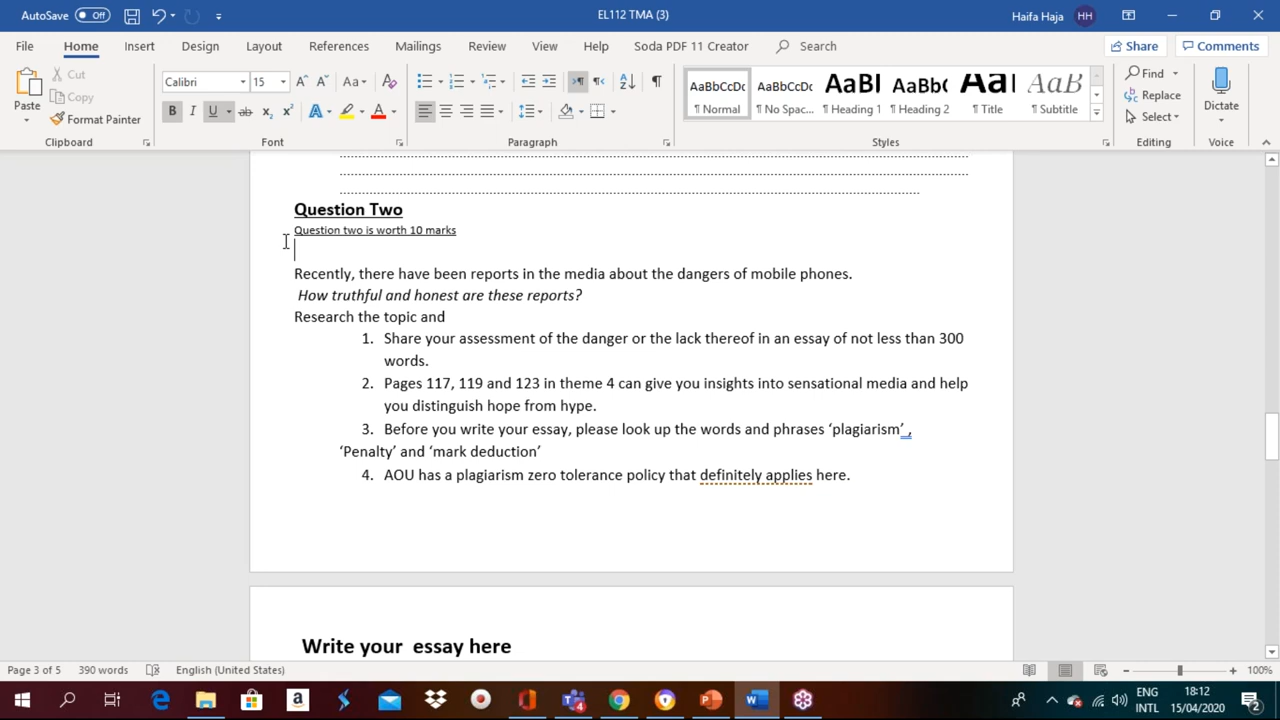 AutoSave Off EL112 TMA (3) Haifa Haja HH
File Home Insert Design Layout References Mailings Review View Help Soda PDF 11 Creator Search Share Comments
Paste Cut Copy Format Painter
Calibri 15
AaBbCcDc AaBbCcDc AaBl AaBb( AaI AaBbCcD
¶ Normal ¶ No Spac... ¶ Heading 1 ¶ Heading 2 ¶ Title ¶ Subtitle
Find Replace Select Dictate
Clipboard Font Paragraph Styles Editing Voice
Question Two
Question two is worth 10 marks
Recently, there have been reports in the media about the dangers of mobile phones.
How truthful and honest are these reports?
Research the topic and
1. Share your assessment of the danger or the lack thereof in an essay of not less than 300
words.
2. Pages 117, 119 and 123 in theme 4 can give you insights into sensational media and help
you distinguish hope from hype.
3. Before you write your essay, please look up the words and phrases ‘plagiarism’ ,
‘Penalty’ and ‘mark deduction’
4. AOU has a plagiarism zero tolerance policy that definitely applies here.
Write your  essay here
Page 3 of 5 390 words English (United States) 100%
ENG 18:12
INTL 15/04/2020